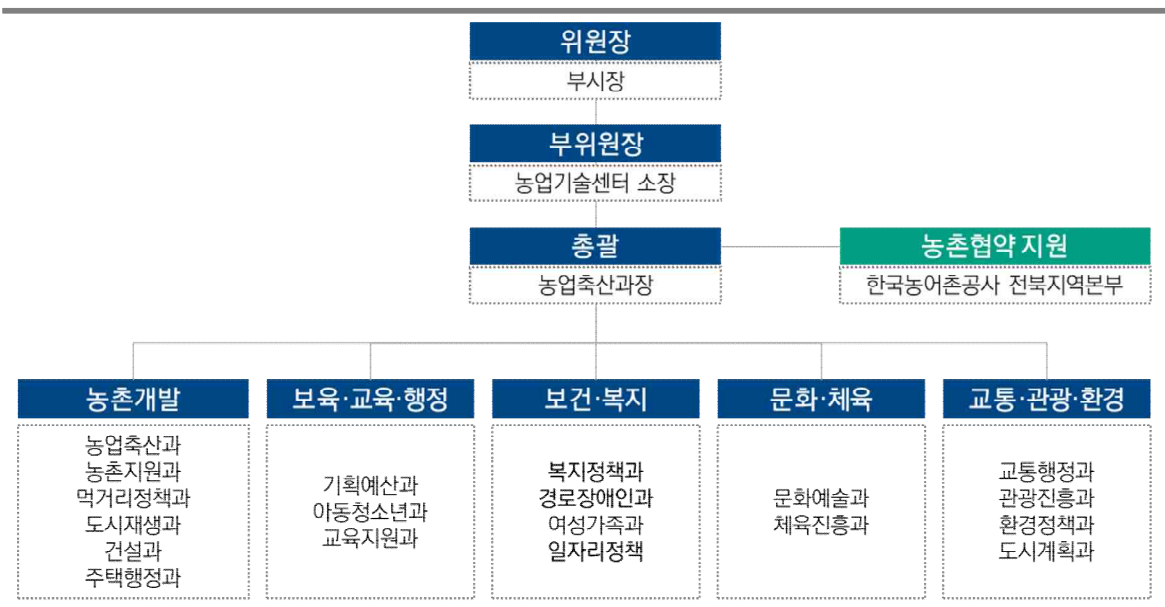 위원장
부시장
부위원장
농업기술센터 소장
총괄
농업축산과장
농촌협약 지원
한국농어촌공사 전북지역본부
농촌개발
농업축산과
농촌지원과
먹거리정책과
도시재생과
건설과
주택행정과
보육·교육·행정
기획예산과
아동청소년과
교육지원과
보건·복지
복지정책과
경로장애인과
여성가족과
일자리정책
문화·체육
문화예술과
체육진흥과
교통·관광·환경
교통행정과
관광진흥과
환경정책과
도시계획과